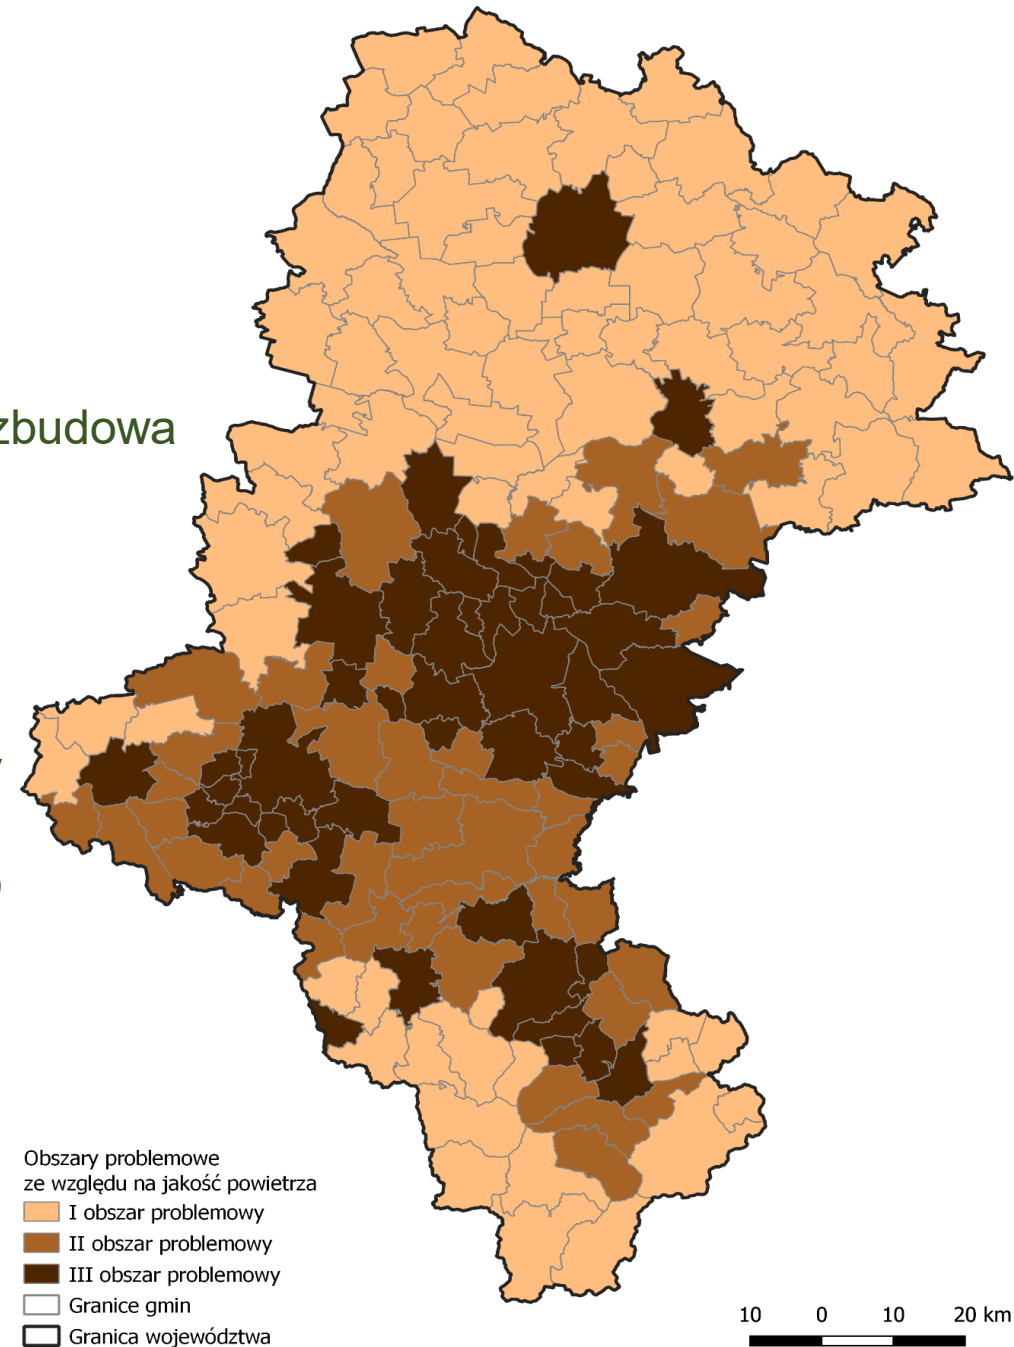 zbudowa
Obszary problemowe
ze względu na jakość powietrza
I obszar problemowy
II obszar problemowy
III obszar problemowy
Granice gmin
Granica województwa
10 0 10 20 km